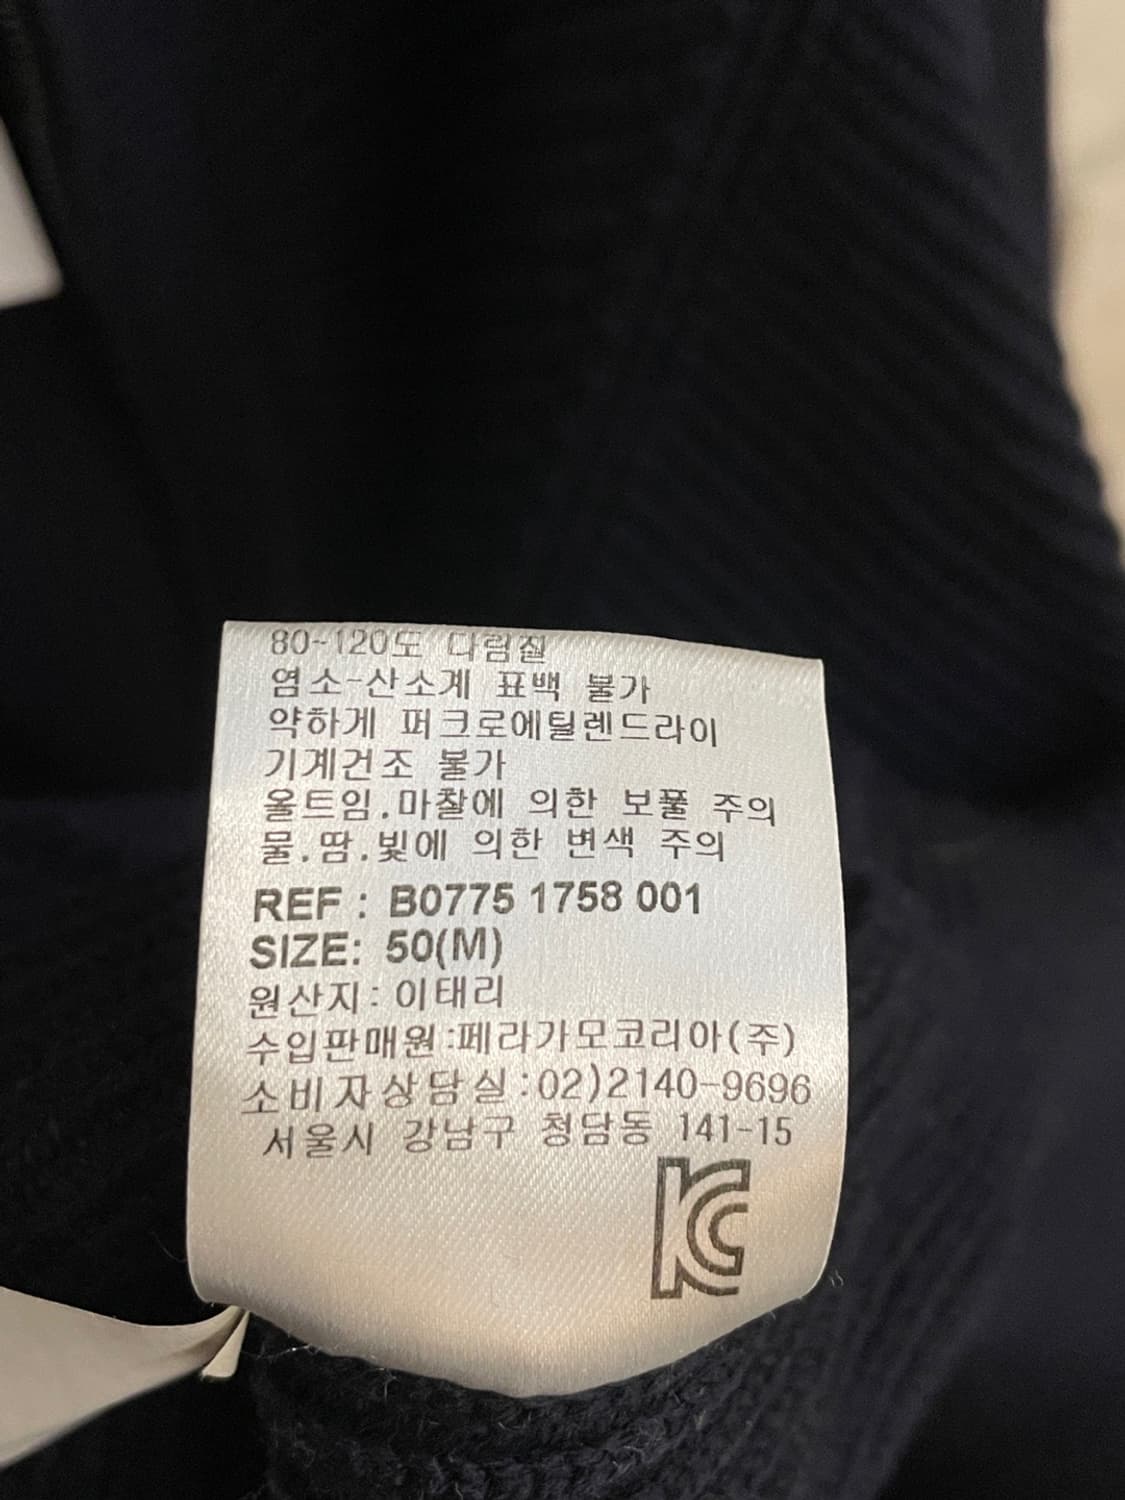 80~120도 다림질
염소-산소계 표백 불가
약하게 퍼크로에틸렌드라이
기계건조 불가
올트임,마찰에 의한 보풀 주의
물,땀,빛에 의한 변색 주의
REF : B0775 1758 001
SIZE: 50(M)
원산지: 이태리
수입판매원:페라가모코리아(주)
소비자상담실:02)2140-9696
서울시 강남구 청담동 141-15
KC